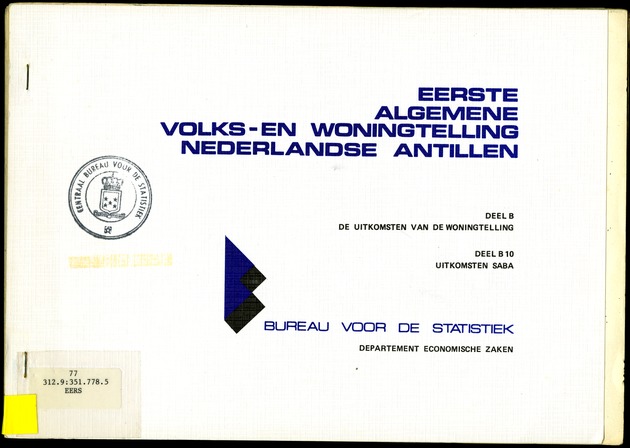 EERSTE
ALGEMENE
VOLKS-EN WONINGTELLING
NEDERLANDSE ANTILLEN
CENTRAAL BUREAU VOOR DE STATISTIEK
DEEL B
DE UITKOMSTEN VAN DE WONINGTELLING
DEEL B 10
UITKOMSTEN SABA
BUREAU VOOR DE STATISTIEK
DEPARTEMENT ECONOMISCHE ZAKEN
77
312.9:351.778.5
EERS